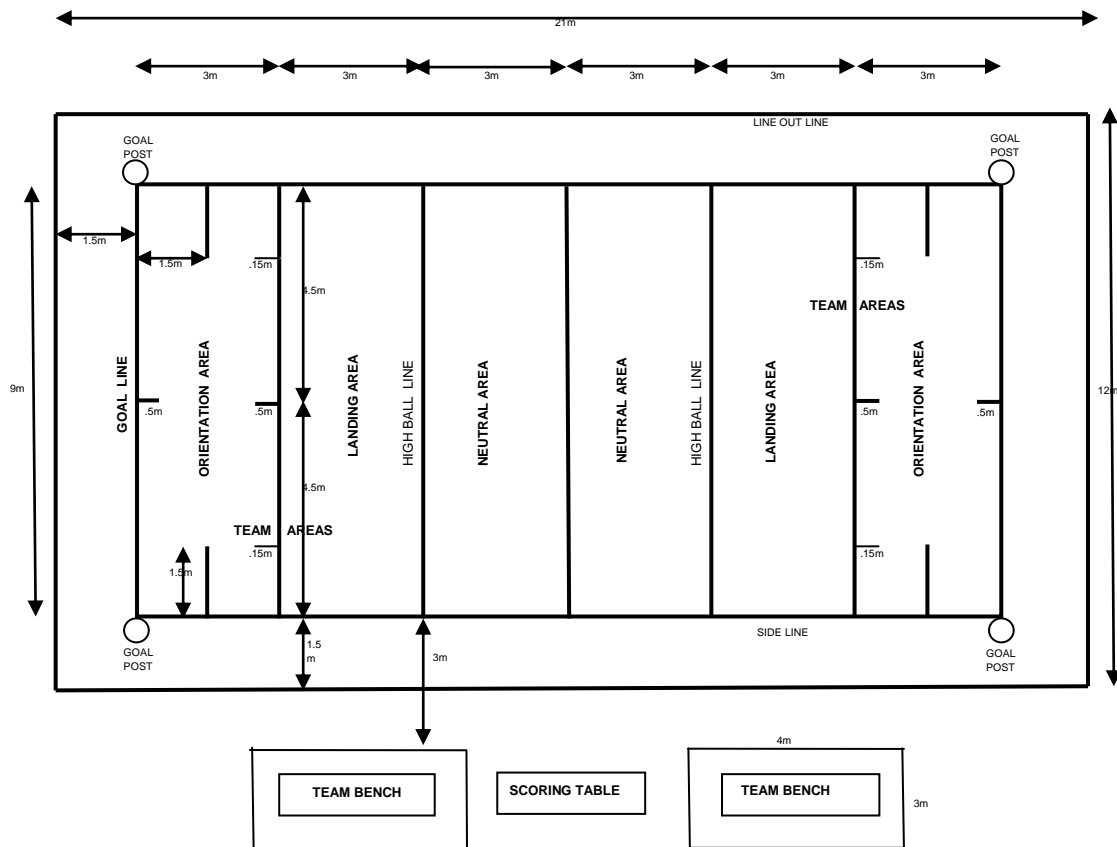 21m
3m
3m
3m
3m
3m
3m
LINE OUT LINE
GOAL
POST
GOAL
POST
1.5m
1.5m
.15m
4.5m
.15m
TEAM AREAS
9m
GOAL LINE
ORIENTATION AREA
LANDING AREA
HIGH BALL LINE
NEUTRAL AREA
NEUTRAL AREA
HIGH BALL LINE
LANDING AREA
ORIENTATION AREA
12m
.5m
.5m
.5m
.5m
4.5m
TEAM AREAS
.15m
.15m
1.5m
SIDE LINE
GOAL
POST
1.5
m
3m
GOAL
POST
4m
TEAM BENCH
SCORING TABLE
TEAM BENCH
3m